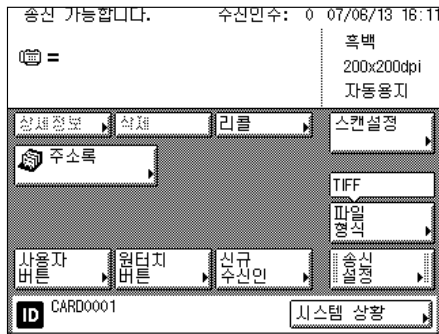 송신 가능합니다. 수신인수: 0 07/06/13 16:11
=
흑백
200x200dpi
자동용지
상세정보 삭제 리콜 스캔설정
주소록
TIFF
파일
형식
사용자
버튼
원터치
버튼
신규
수신인
송신
설정
ID CARD0001 시스템 상황